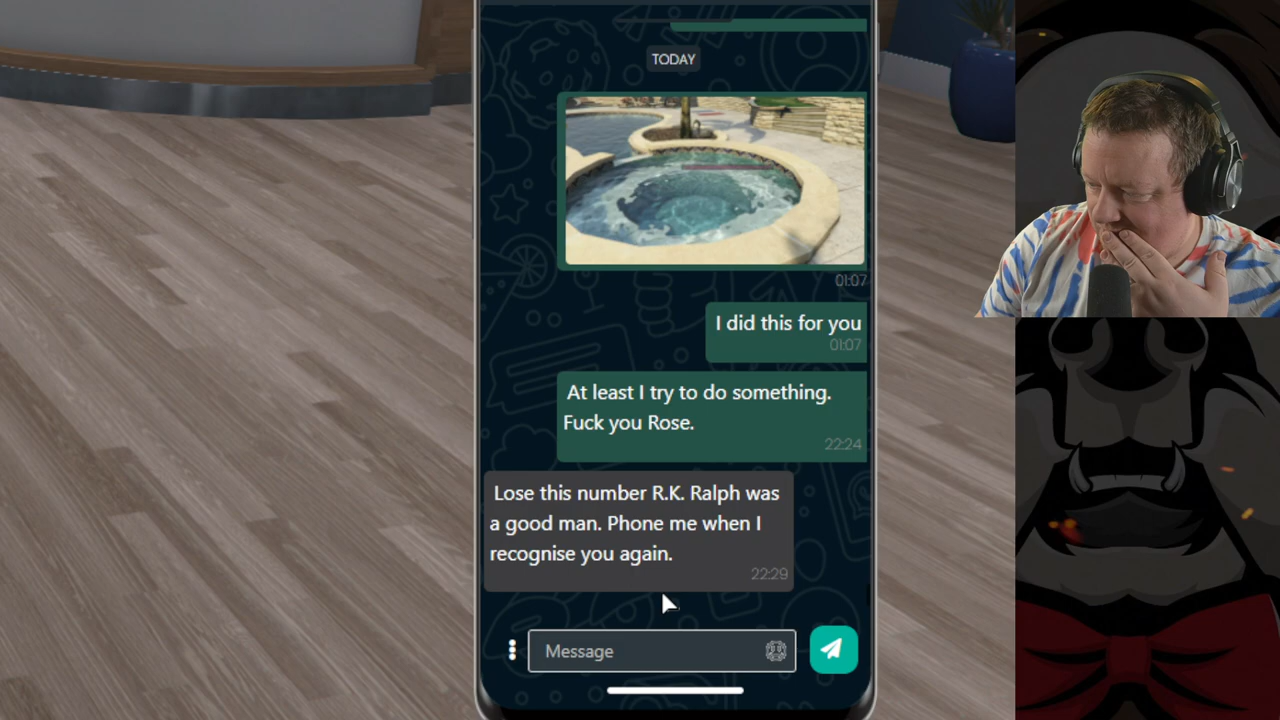 TODAY
01:07
I did this for you
01:07
At least I try to do something.
Fuck you Rose.
22:24
Lose this number R.K. Ralph was
a good man. Phone me when I
recognise you again.
22:29
Message